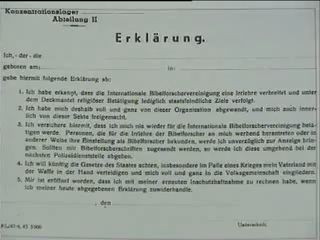 Konzentrationslager
Abteilung II
Erklärung.
Ich, - der - die
geboren am: in
gebe hiermit folgende Erklärung ab:
1. Ich habe erkannt, dass die Internationale Bibelforschervereinigung eine Irrlehre verbreitet und unter
dem Deckmantel religiöser Betätigung lediglich staatsfeindliche Ziele verfolgt.
2. Ich habe mich deshalb voll und ganz von dieser Organisation abgewandt, und mich auch innerlich
von dieser Sekte freigemacht.
3. Ich versichere hiermit, dass ich mich nie wieder für die Internationale Bibelforschervereinigung betätigen
werde. Personen, die für die Irrlehre der Bibelforscher an mich werbend herantreten oder in
anderer Weise ihre Einstellung als Bibelforscher bekunden, werde ich unverzüglich zur Anzeige bringen.
Sollten mir Bibelforscherschriften zugesandt werden, so werde ich diese umgehend bei der
nächsten Polizeidienststelle abgeben.
4. Ich will künftig die Gesetze des Staates achten, insbesondere im Falle eines Krieges mein Vaterland mit
der Waffe in der Hand verteidigen und mich voll und ganz in die Volksgemeinschaft eingliedern.
5. Mir ist eröffnet worden, dass ich mit meiner erneuten Inschutzhaftnahme zu rechnen habe, wenn
ich meiner heute abgegebenen Erklärung zuwiderhandle.
, den
Unterschrift.